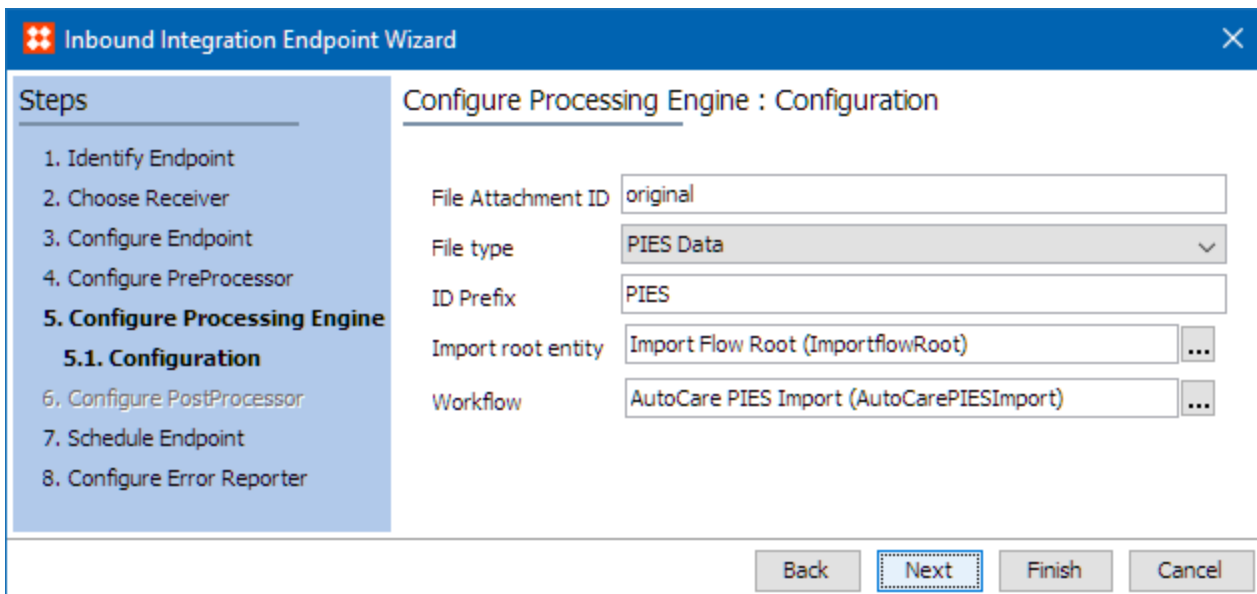 Inbound Integration Endpoint Wizard
Steps
1. Identify Endpoint
2. Choose Receiver
3. Configure Endpoint
4. Configure PreProcessor
5. Configure Processing Engine
5.1. Configuration
6. Configure PostProcessor
7. Schedule Endpoint
8. Configure Error Reporter
Configure Processing Engine : Configuration
File Attachment ID original
File type PIES Data
ID Prefix PIES
Import root entity Import Flow Root (ImportflowRoot) ...
Workflow AutoCare PIES Import (AutoCarePIESImport) ...
Back Next Finish Cancel